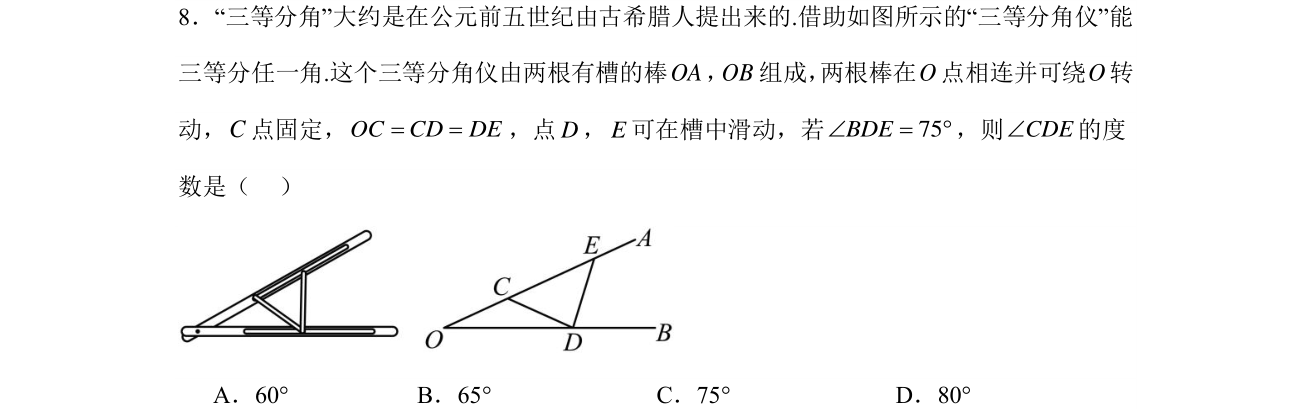 8．“三等分角”大约是在公元前五世纪由古希腊人提出来的.借助如图所示的“三等分角仪”能
三等分任一角.这个三等分角仪由两根有槽的棒OA，OB组成，两根棒在O点相连并可绕O转
动，C点固定，OC=CD=DE，点D，E可在槽中滑动，若∠BDE=75°，则∠CDE的度
数是（　）
E A
C
O D B
A．60° B．65° C．75° D．80°